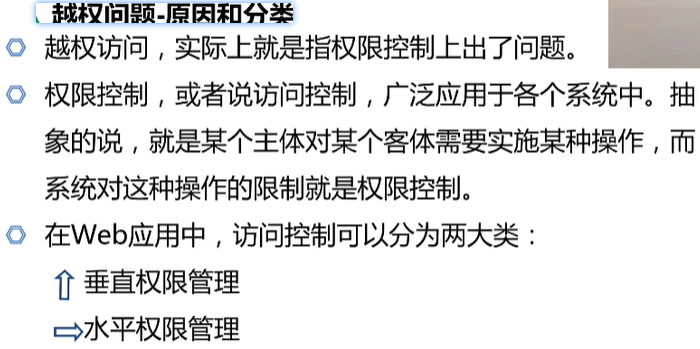 越权问题-原因和分类
越权访问，实际上就是指权限控制上出了问题。
权限控制，或者说访问控制，广泛应用于各个系统中。抽
象的说，就是某个主体对某个客体需要实施某种操作，而
系统对这种操作的限制就是权限控制。
在Web应用中，访问控制可以分为两大类：
垂直权限管理
水平权限管理